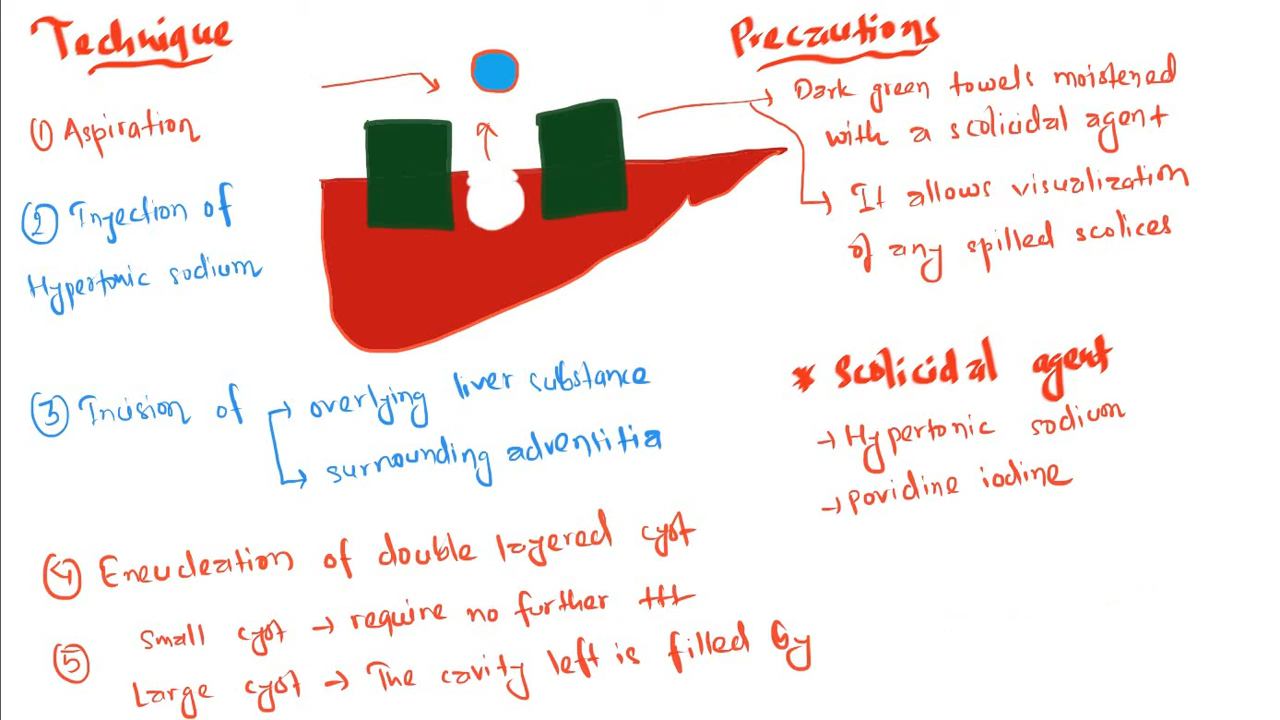 Technique
① Aspiration
② Injection of
Hypertonic sodium
③ Incision of → overlying liver substance
→ surrounding adventitia
④ Eneucleation of double layered cyst
⑤ Small cyst → require no further ttt
Large cyst → The cavity left is filled by
Precautions
→ Dark green towels moistened
with a scolicidal agent
→ It allows visualization
of any spilled scolices
* Scolicidal agent
→ Hypertonic sodium
→ povidine iodine